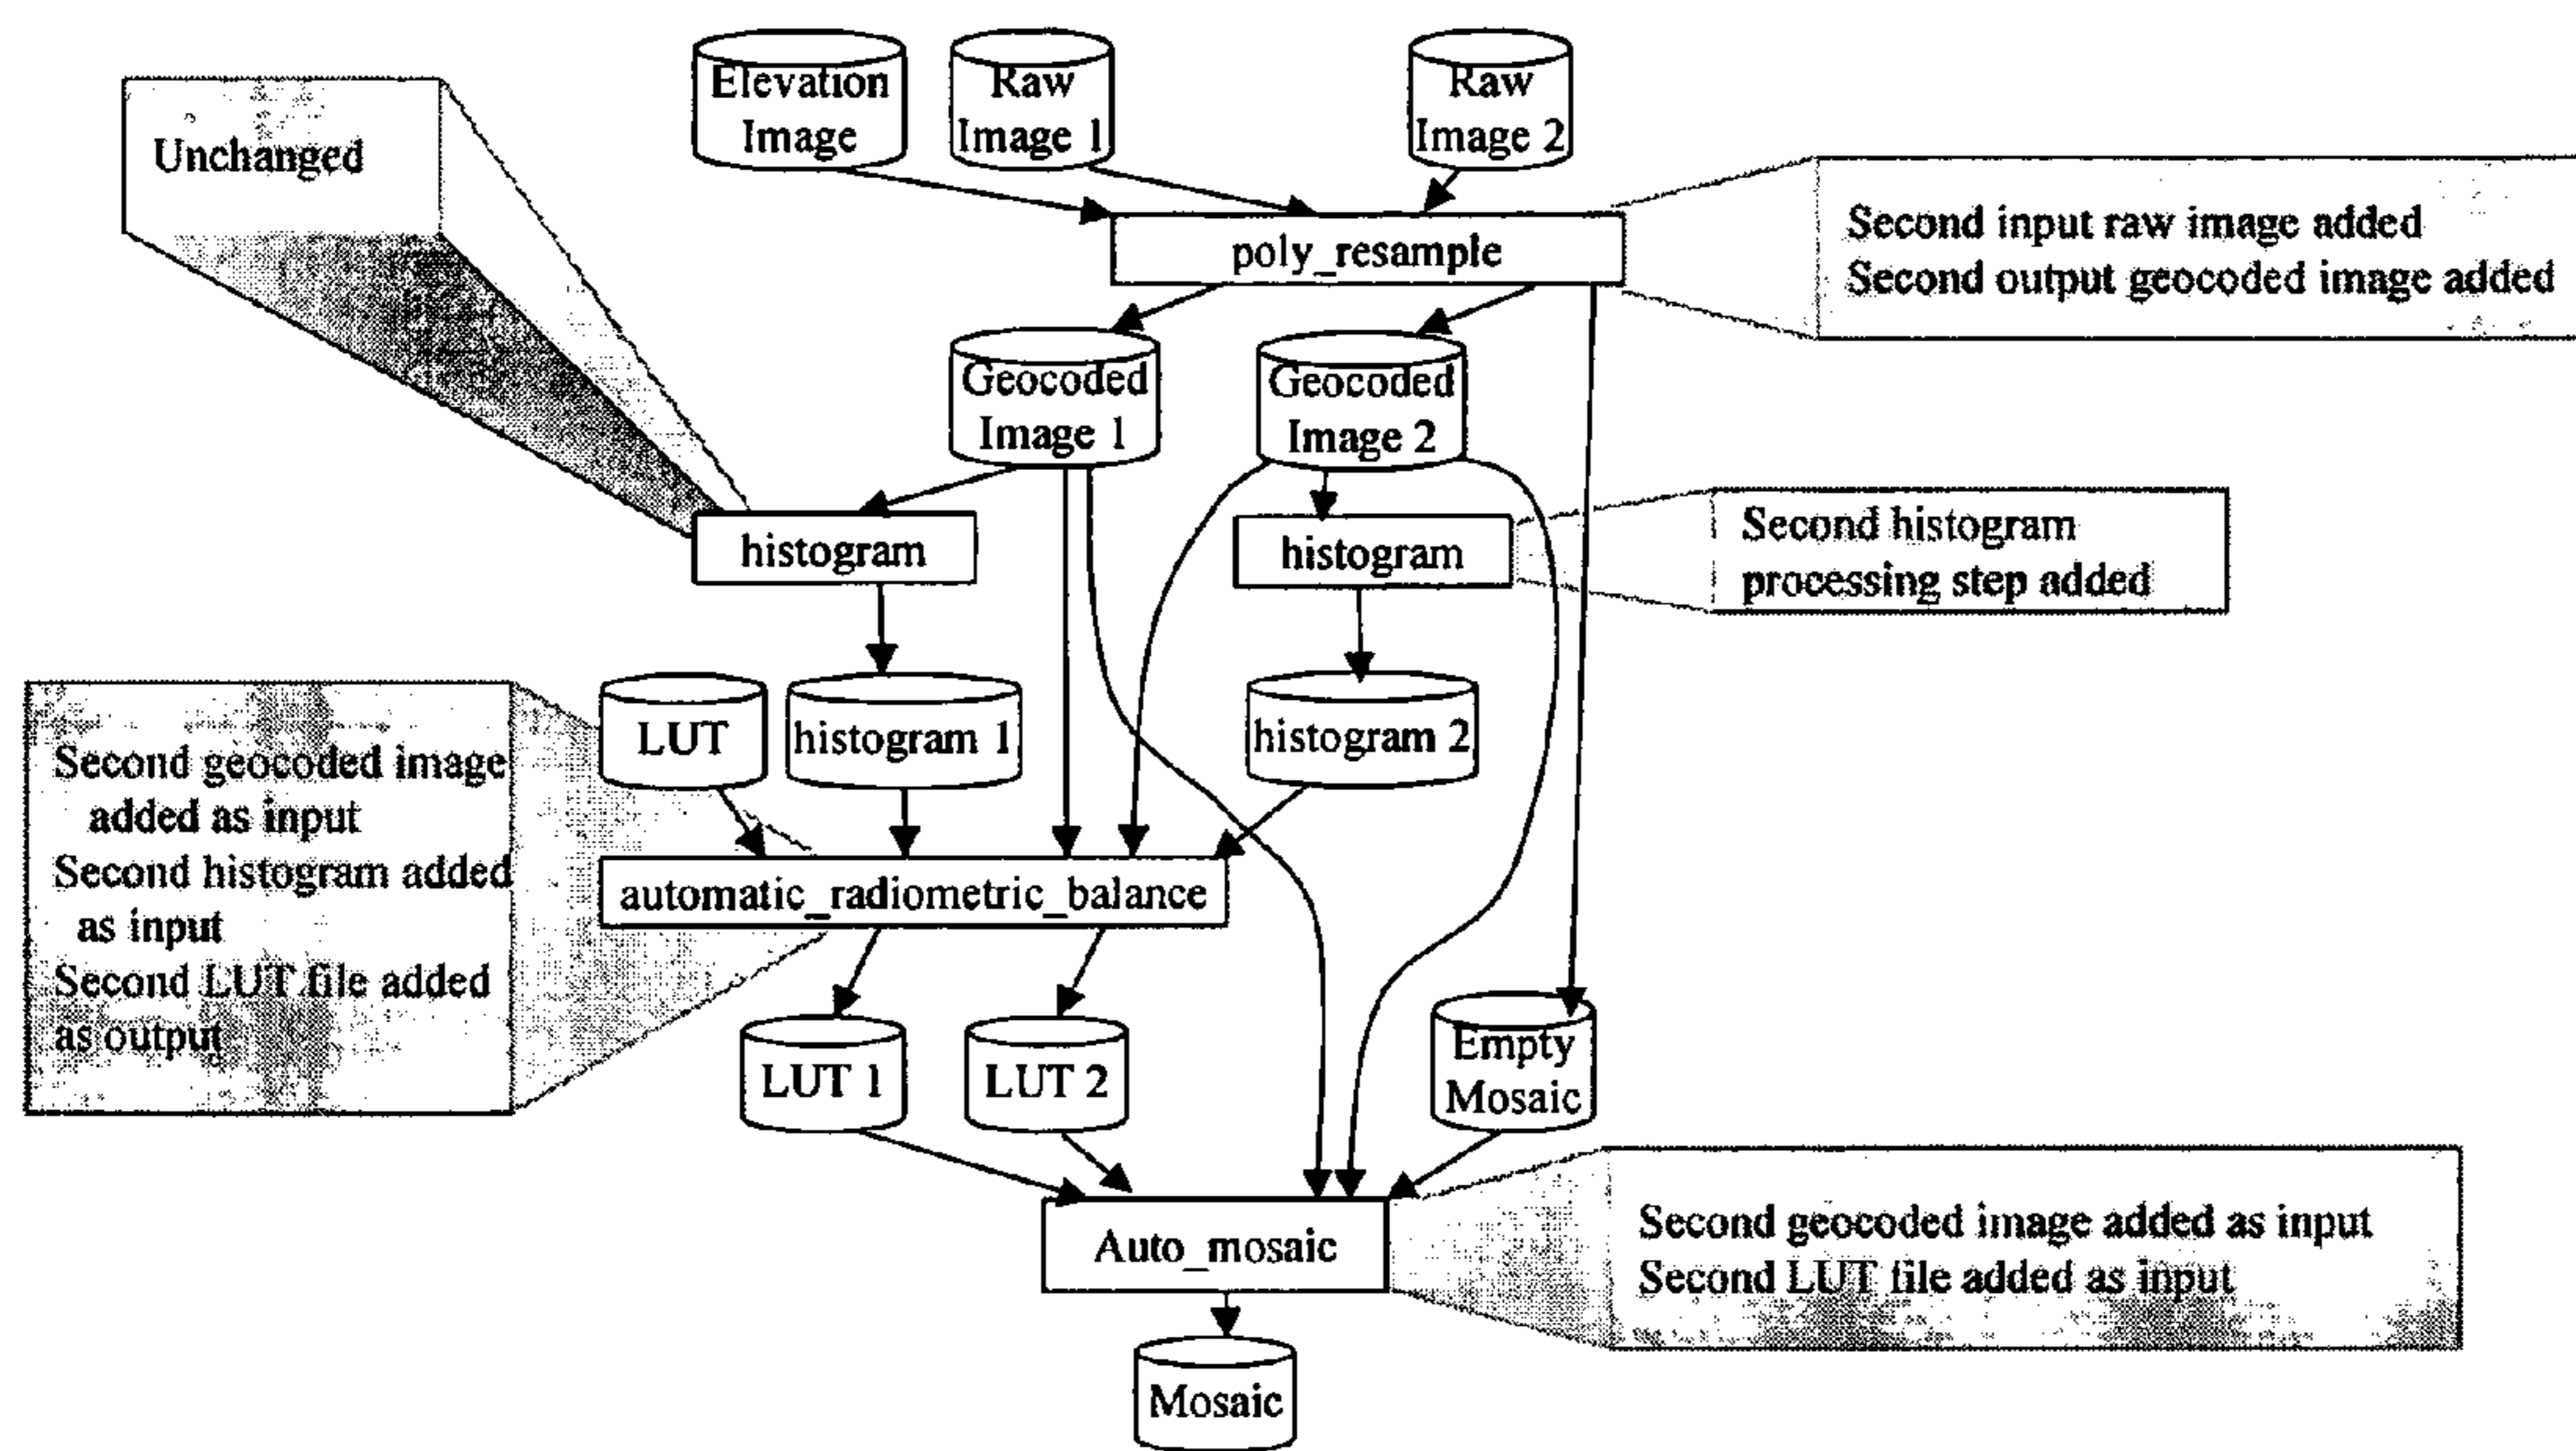 Elevation
Image
Raw
Image 1
Raw
Image 2
Unchanged
Second input raw image added
Second output geocoded image added
poly_resample
Geocoded
Image 1
Geocoded
Image 2
histogram
histogram
Second histogram
processing step added
LUT
histogram 1
histogram 2
Second geocoded image
added as input
Second histogram added
as input
Second LUT file added
as output
automatic_radiometric_balance
LUT 1
LUT 2
Empty
Mosaic
Auto_mosaic
Second geocoded image added as input
Second LUT file added as input
Mosaic